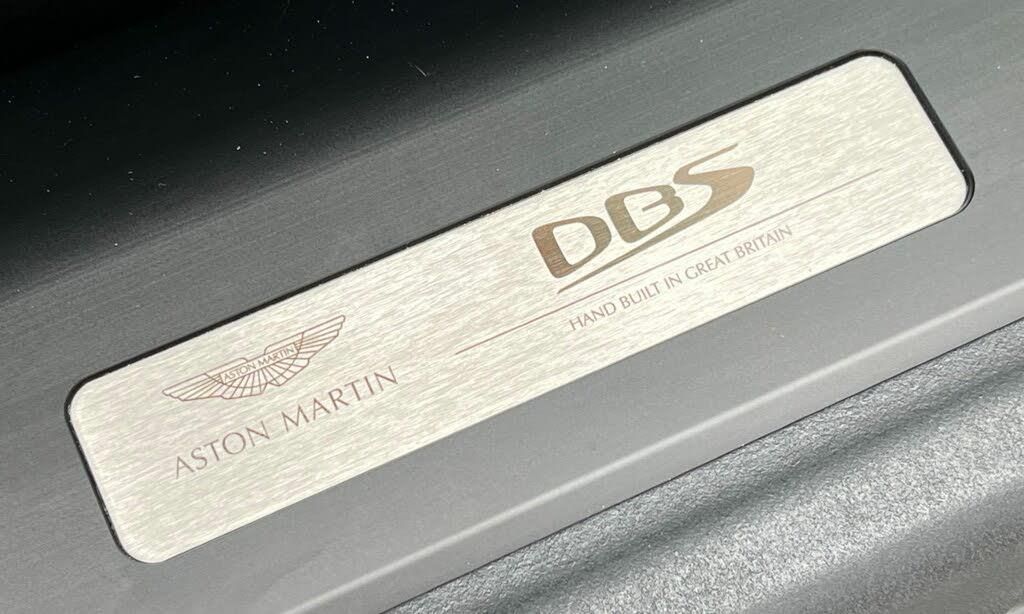 DBS
HAND BUILT IN GREAT BRITAIN
ASTON MARTIN
ASTON MARTIN